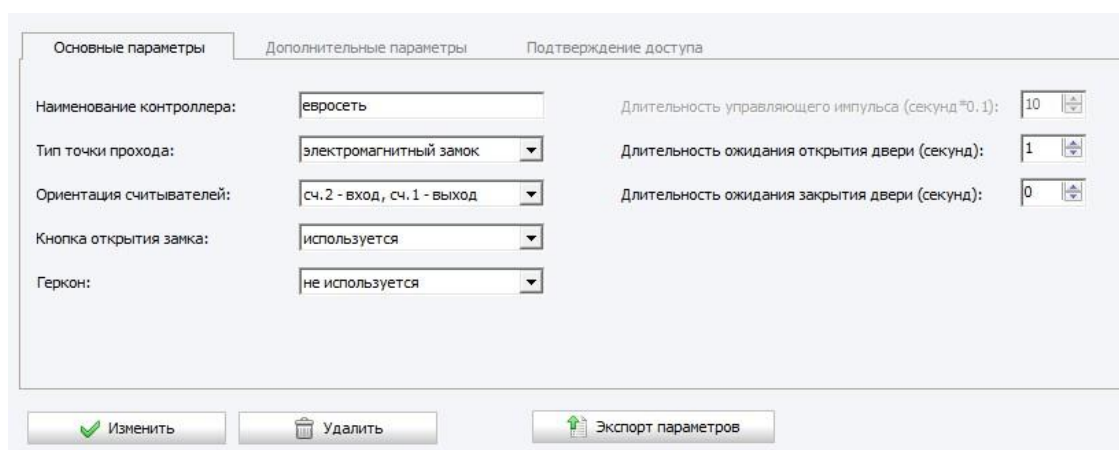 Основные параметры Дополнительные параметры Подтверждение доступа
Наименование контроллера: евросеть Длительность управляющего импульса (секунд*0.1): 10
Тип точки прохода: электромагнитный замок Длительность ожидания открытия двери (секунд): 1
Ориентация считывателей: сч.2 - вход, сч.1 - выход Длительность ожидания закрытия двери (секунд): 0
Кнопка открытия замка: используется
Геркон: не используется
Изменить Удалить Экспорт параметров